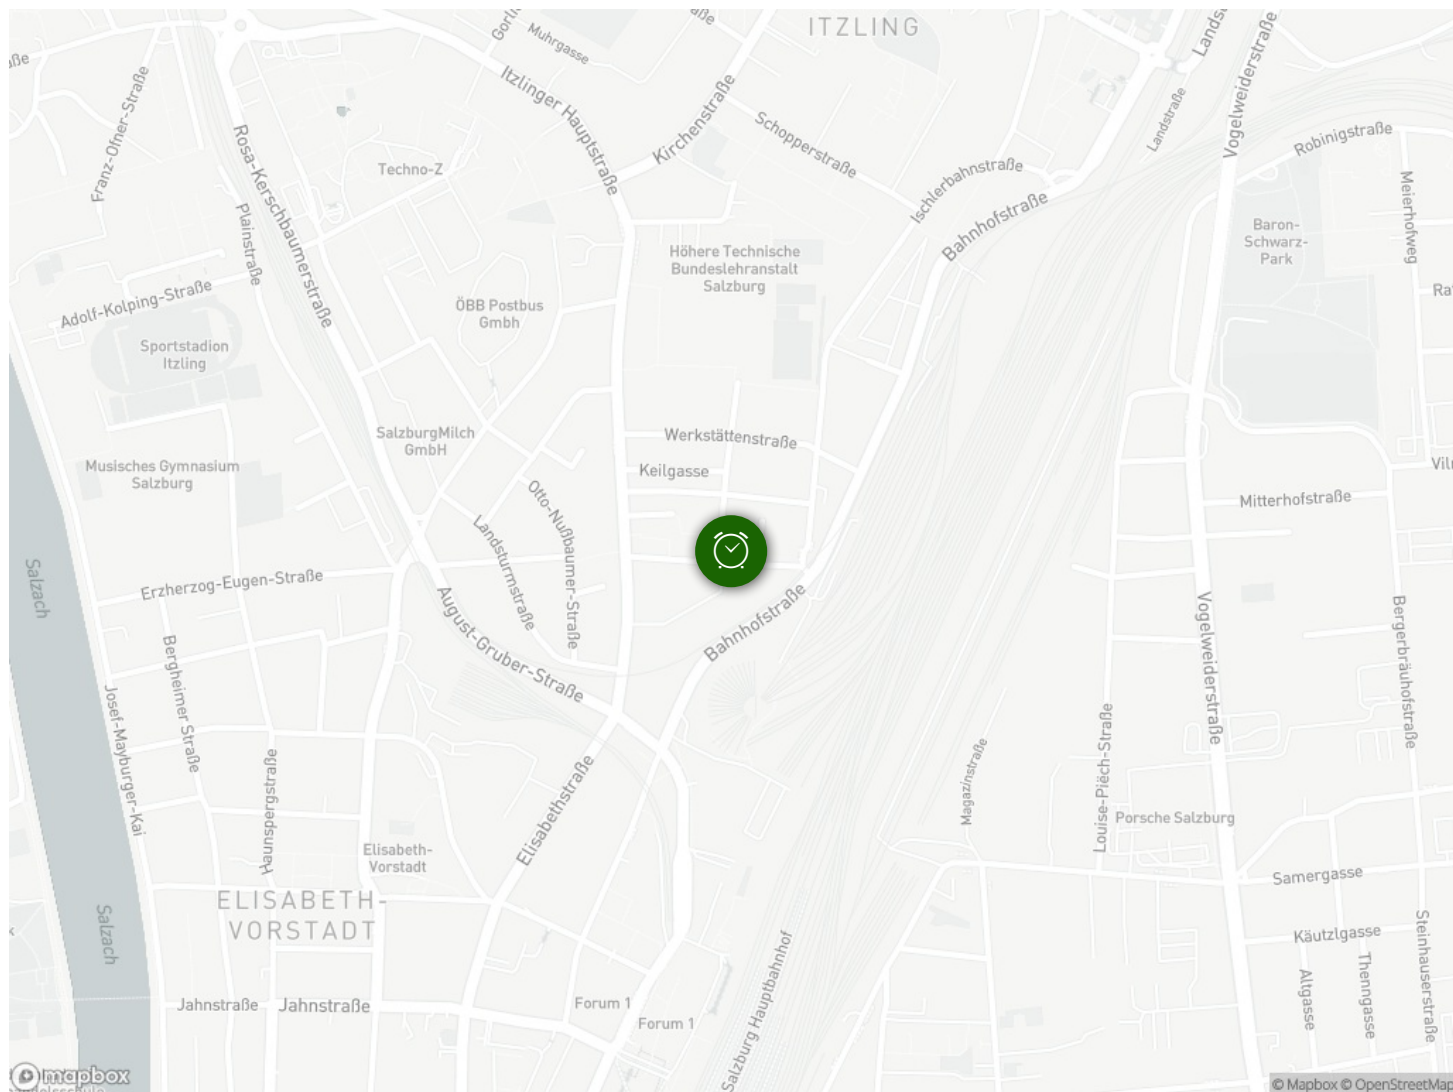 ITZLING
Muhrgasse
Itzlinger Hauptstraße
Kirchenstraße
Schopperstraße
Landstraße
Vogelweiderstraße
Robinigstraße
Meierhofweg
Franz-Ofner-Straße
Rosa-Kerschbaumerstraße
Techno-Z
Plainstraße
Ischlerbahnstraße
Bahnhofstraße
Baron-
Schwarz-
Park
Höhere Technische
Bundeslehranstalt
Salzburg
Adolf-Kolping-Straße
ÖBB Postbus
Gmbh
Sportstadion
Itzling
SalzburgMilch
GmbH
Werkstättenstraße
Keilgasse
Musisches Gymnasium
Salzburg
Mitterhofstraße
Otto-Nußbaumer-Straße
Landsturmstraße
Salzach
Erzherzog-Eugen-Straße
August-Gruber-Straße
Bahnhofstraße
Vogelweiderstraße
Bergerbräuhofstraße
Bergheimer Straße
Josef-Mayburger-Kai
Haunspergstraße
Elisabethstraße
Magazinstraße
Louise-Piëch-Straße
Porsche Salzburg
Elisabeth-
Vorstadt
Samergasse
ELISABETH-
VORSTADT
Salzach
Käutzlgasse
Steinhauserstraße
Thenngasse
Altgasse
Salzburg Hauptbahnhof
Jahnstraße
Jahnstraße
Forum 1
Forum 1
mapbox
© Mapbox © OpenStreetMap